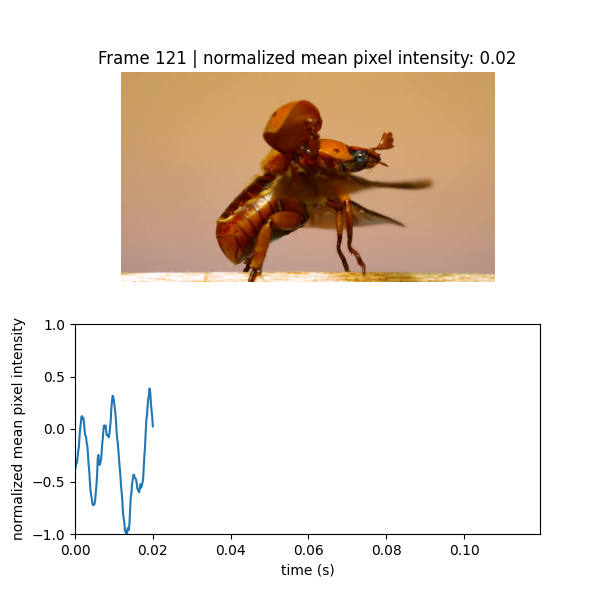 Frame 121 | normalized mean pixel intensity: 0.02
1.0
0.5
0.0
−0.5
−1.0
normalized mean pixel intensity
0.00 0.02 0.04 0.06 0.08 0.10
time (s)